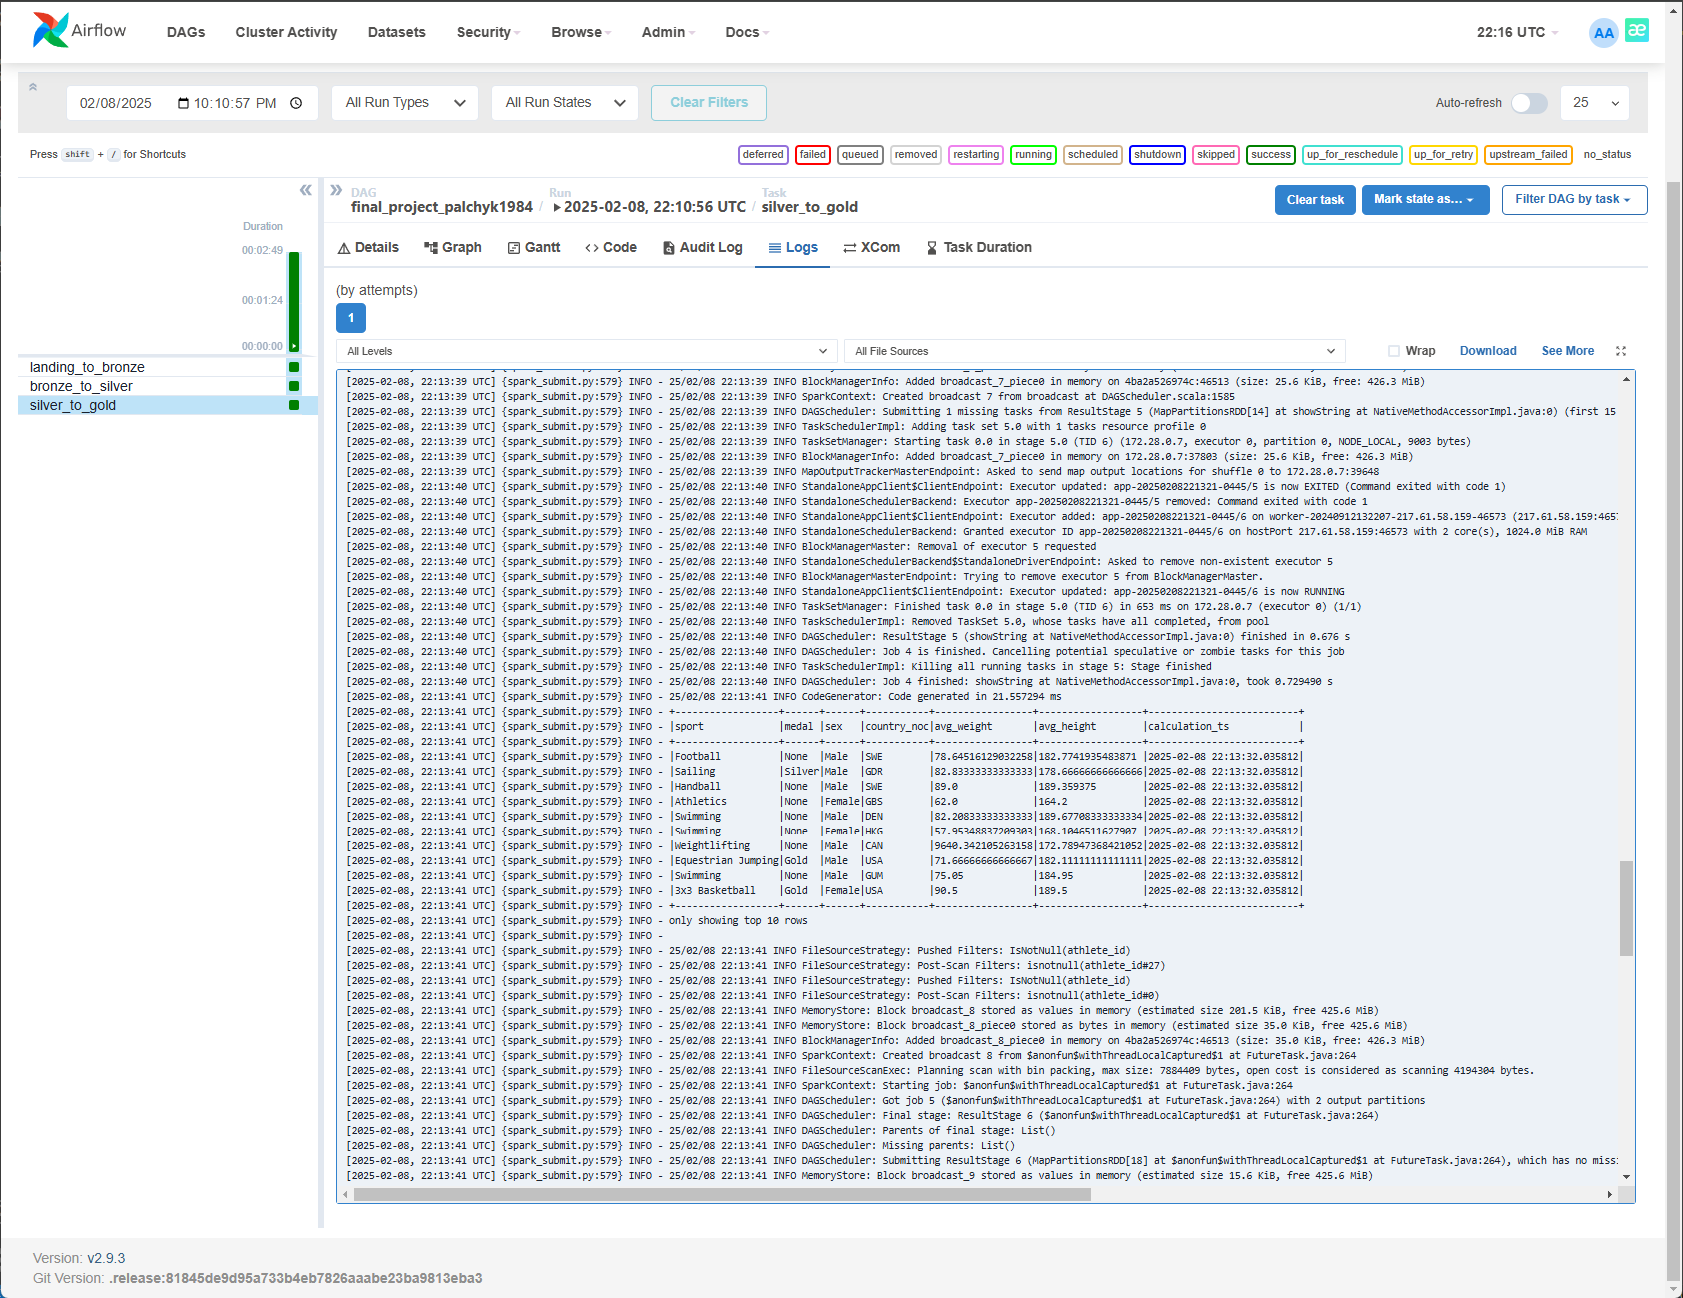 Airflow
DAGs
Cluster Activity
Datasets
Security
Browse
Admin
Docs
22:16 UTC
AA
æ
02/08/2025 10:10:57 PM
All Run Types
All Run States
Clear Filters
Auto-refresh
25
Press shift + / for Shortcuts
deferred
failed
queued
removed
restarting
running
scheduled
shutdown
skipped
success
up_for_reschedule
up_for_retry
upstream_failed
no_status
Duration
00:02:49
00:01:24
00:00:00
landing_to_bronze
bronze_to_silver
silver_to_gold
DAG
final_project_palchyk1984 /
Run
2025-02-08, 22:10:56 UTC /
Task
silver_to_gold
Clear task
Mark state as...
Filter DAG by task
Details
Graph
Gantt
Code
Audit Log
Logs
XCom
Task Duration
(by attempts)
1
All Levels
All File Sources
Wrap
Download
See More
[2025-02-08, 22:13:39 UTC] {spark_submit.py:579} INFO - 25/02/08 22:13:39 INFO BlockManagerInfo: Added broadcast_7_piece0 in memory on 4ba2a526974c:46513 (size: 25.6 KiB, free: 426.3 MiB)
[2025-02-08, 22:13:39 UTC] {spark_submit.py:579} INFO - 25/02/08 22:13:39 INFO SparkContext: Created broadcast 7 from broadcast at DAGScheduler.scala:1585
[2025-02-08, 22:13:39 UTC] {spark_submit.py:579} INFO - 25/02/08 22:13:39 INFO DAGScheduler: Submitting 1 missing tasks from ResultStage 5 (MapPartitionsRDD[14] at showString at NativeMethodAccessorImpl.java:0) (first 15
[2025-02-08, 22:13:39 UTC] {spark_submit.py:579} INFO - 25/02/08 22:13:39 INFO TaskSchedulerImpl: Adding task set 5.0 with 1 tasks resource profile 0
[2025-02-08, 22:13:39 UTC] {spark_submit.py:579} INFO - 25/02/08 22:13:39 INFO TaskSetManager: Starting task 0.0 in stage 5.0 (TID 6) (172.28.0.7, executor 0, partition 0, NODE_LOCAL, 9003 bytes)
[2025-02-08, 22:13:39 UTC] {spark_submit.py:579} INFO - 25/02/08 22:13:39 INFO BlockManagerInfo: Added broadcast_7_piece0 in memory on 172.28.0.7:37803 (size: 25.6 KiB, free: 426.3 MiB)
[2025-02-08, 22:13:39 UTC] {spark_submit.py:579} INFO - 25/02/08 22:13:39 INFO MapOutputTrackerMasterEndpoint: Asked to send map output locations for shuffle 0 to 172.28.0.7:39648
[2025-02-08, 22:13:40 UTC] {spark_submit.py:579} INFO - 25/02/08 22:13:40 INFO StandaloneAppClient$ClientEndpoint: Executor updated: app-20250208221321-0445/5 is now EXITED (Command exited with code 1)
[2025-02-08, 22:13:40 UTC] {spark_submit.py:579} INFO - 25/02/08 22:13:40 INFO StandaloneSchedulerBackend: Executor app-20250208221321-0445/5 removed: Command exited with code 1
[2025-02-08, 22:13:40 UTC] {spark_submit.py:579} INFO - 25/02/08 22:13:40 INFO StandaloneAppClient$ClientEndpoint: Executor added: app-20250208221321-0445/6 on worker-20240912132207-217.61.58.159-46573 (217.61.58.159:4657
[2025-02-08, 22:13:40 UTC] {spark_submit.py:579} INFO - 25/02/08 22:13:40 INFO StandaloneSchedulerBackend: Granted executor ID app-20250208221321-0445/6 on hostPort 217.61.58.159:46573 with 2 core(s), 1024.0 MiB RAM
[2025-02-08, 22:13:40 UTC] {spark_submit.py:579} INFO - 25/02/08 22:13:40 INFO BlockManagerMaster: Removal of executor 5 requested
[2025-02-08, 22:13:40 UTC] {spark_submit.py:579} INFO - 25/02/08 22:13:40 INFO StandaloneSchedulerBackend$StandaloneDriverEndpoint: Asked to remove non-existent executor 5
[2025-02-08, 22:13:40 UTC] {spark_submit.py:579} INFO - 25/02/08 22:13:40 INFO BlockManagerMasterEndpoint: Trying to remove executor 5 from BlockManagerMaster.
[2025-02-08, 22:13:40 UTC] {spark_submit.py:579} INFO - 25/02/08 22:13:40 INFO StandaloneAppClient$ClientEndpoint: Executor updated: app-20250208221321-0445/6 is now RUNNING
[2025-02-08, 22:13:40 UTC] {spark_submit.py:579} INFO - 25/02/08 22:13:40 INFO TaskSetManager: Finished task 0.0 in stage 5.0 (TID 6) in 653 ms on 172.28.0.7 (executor 0) (1/1)
[2025-02-08, 22:13:40 UTC] {spark_submit.py:579} INFO - 25/02/08 22:13:40 INFO TaskSchedulerImpl: Removed TaskSet 5.0, whose tasks have all completed, from pool
[2025-02-08, 22:13:40 UTC] {spark_submit.py:579} INFO - 25/02/08 22:13:40 INFO DAGScheduler: ResultStage 5 (showString at NativeMethodAccessorImpl.java:0) finished in 0.676 s
[2025-02-08, 22:13:40 UTC] {spark_submit.py:579} INFO - 25/02/08 22:13:40 INFO DAGScheduler: Job 4 is finished. Cancelling potential speculative or zombie tasks for this job
[2025-02-08, 22:13:40 UTC] {spark_submit.py:579} INFO - 25/02/08 22:13:40 INFO TaskSchedulerImpl: Killing all running tasks in stage 5: Stage finished
[2025-02-08, 22:13:40 UTC] {spark_submit.py:579} INFO - 25/02/08 22:13:40 INFO DAGScheduler: Job 4 finished: showString at NativeMethodAccessorImpl.java:0, took 0.729490 s
[2025-02-08, 22:13:41 UTC] {spark_submit.py:579} INFO - 25/02/08 22:13:41 INFO CodeGenerator: Code generated in 21.557294 ms
[2025-02-08, 22:13:41 UTC] {spark_submit.py:579} INFO - +------------------+------+------+-----------+-----------------+------------------+--------------------------+
[2025-02-08, 22:13:41 UTC] {spark_submit.py:579} INFO - |sport             |medal |sex   |country_noc|avg_weight       |avg_height        |calculation_ts            |
[2025-02-08, 22:13:41 UTC] {spark_submit.py:579} INFO - +------------------+------+------+-----------+-----------------+------------------+--------------------------+
[2025-02-08, 22:13:41 UTC] {spark_submit.py:579} INFO - |Football          |None  |Male  |SWE        |78.64516129032258|182.7741935483871 |2025-02-08 22:13:32.035812|
[2025-02-08, 22:13:41 UTC] {spark_submit.py:579} INFO - |Sailing           |Silver|Male  |GDR        |82.83333333333333|178.66666666666666|2025-02-08 22:13:32.035812|
[2025-02-08, 22:13:41 UTC] {spark_submit.py:579} INFO - |Handball          |None  |Male  |SWE        |89.0             |189.359375        |2025-02-08 22:13:32.035812|
[2025-02-08, 22:13:41 UTC] {spark_submit.py:579} INFO - |Athletics         |None  |Female|GBS        |62.0             |164.2             |2025-02-08 22:13:32.035812|
[2025-02-08, 22:13:41 UTC] {spark_submit.py:579} INFO - |Swimming          |None  |Male  |DEN        |82.20833333333333|189.67708333333334|2025-02-08 22:13:32.035812|
[2025-02-08, 22:13:41 UTC] {spark_submit.py:579} INFO - |Swimming          |None  |Female|HKG        |57.95348837209303|168.1046511627907 |2025-02-08 22:13:32.035812|
[2025-02-08, 22:13:41 UTC] {spark_submit.py:579} INFO - |Weightlifting     |None  |Male  |CAN        |9640.342105263158|172.78947368421052|2025-02-08 22:13:32.035812|
[2025-02-08, 22:13:41 UTC] {spark_submit.py:579} INFO - |Equestrian Jumping|Gold  |Male  |USA        |71.66666666666667|182.11111111111111|2025-02-08 22:13:32.035812|
[2025-02-08, 22:13:41 UTC] {spark_submit.py:579} INFO - |Swimming          |None  |Male  |GUM        |75.05            |184.95            |2025-02-08 22:13:32.035812|
[2025-02-08, 22:13:41 UTC] {spark_submit.py:579} INFO - |3x3 Basketball    |Gold  |Female|USA        |90.5             |189.5             |2025-02-08 22:13:32.035812|
[2025-02-08, 22:13:41 UTC] {spark_submit.py:579} INFO - +------------------+------+------+-----------+-----------------+------------------+--------------------------+
[2025-02-08, 22:13:41 UTC] {spark_submit.py:579} INFO - only showing top 10 rows
[2025-02-08, 22:13:41 UTC] {spark_submit.py:579} INFO -
[2025-02-08, 22:13:41 UTC] {spark_submit.py:579} INFO - 25/02/08 22:13:41 INFO FileSourceStrategy: Pushed Filters: IsNotNull(athlete_id)
[2025-02-08, 22:13:41 UTC] {spark_submit.py:579} INFO - 25/02/08 22:13:41 INFO FileSourceStrategy: Post-Scan Filters: isnotnull(athlete_id#27)
[2025-02-08, 22:13:41 UTC] {spark_submit.py:579} INFO - 25/02/08 22:13:41 INFO FileSourceStrategy: Pushed Filters: IsNotNull(athlete_id)
[2025-02-08, 22:13:41 UTC] {spark_submit.py:579} INFO - 25/02/08 22:13:41 INFO FileSourceStrategy: Post-Scan Filters: isnotnull(athlete_id#0)
[2025-02-08, 22:13:41 UTC] {spark_submit.py:579} INFO - 25/02/08 22:13:41 INFO MemoryStore: Block broadcast_8 stored as values in memory (estimated size 201.5 KiB, free 425.6 MiB)
[2025-02-08, 22:13:41 UTC] {spark_submit.py:579} INFO - 25/02/08 22:13:41 INFO MemoryStore: Block broadcast_8_piece0 stored as bytes in memory (estimated size 35.0 KiB, free 425.6 MiB)
[2025-02-08, 22:13:41 UTC] {spark_submit.py:579} INFO - 25/02/08 22:13:41 INFO BlockManagerInfo: Added broadcast_8_piece0 in memory on 4ba2a526974c:46513 (size: 35.0 KiB, free: 426.3 MiB)
[2025-02-08, 22:13:41 UTC] {spark_submit.py:579} INFO - 25/02/08 22:13:41 INFO SparkContext: Created broadcast 8 from $anonfun$withThreadLocalCaptured$1 at FutureTask.java:264
[2025-02-08, 22:13:41 UTC] {spark_submit.py:579} INFO - 25/02/08 22:13:41 INFO FileSourceScanExec: Planning scan with bin packing, max size: 7884409 bytes, open cost is considered as scanning 4194304 bytes.
[2025-02-08, 22:13:41 UTC] {spark_submit.py:579} INFO - 25/02/08 22:13:41 INFO SparkContext: Starting job: $anonfun$withThreadLocalCaptured$1 at FutureTask.java:264
[2025-02-08, 22:13:41 UTC] {spark_submit.py:579} INFO - 25/02/08 22:13:41 INFO DAGScheduler: Got job 5 ($anonfun$withThreadLocalCaptured$1 at FutureTask.java:264) with 2 output partitions
[2025-02-08, 22:13:41 UTC] {spark_submit.py:579} INFO - 25/02/08 22:13:41 INFO DAGScheduler: Final stage: ResultStage 6 ($anonfun$withThreadLocalCaptured$1 at FutureTask.java:264)
[2025-02-08, 22:13:41 UTC] {spark_submit.py:579} INFO - 25/02/08 22:13:41 INFO DAGScheduler: Parents of final stage: List()
[2025-02-08, 22:13:41 UTC] {spark_submit.py:579} INFO - 25/02/08 22:13:41 INFO DAGScheduler: Missing parents: List()
[2025-02-08, 22:13:41 UTC] {spark_submit.py:579} INFO - 25/02/08 22:13:41 INFO DAGScheduler: Submitting ResultStage 6 (MapPartitionsRDD[18] at $anonfun$withThreadLocalCaptured$1 at FutureTask.java:264), which has no miss
[2025-02-08, 22:13:41 UTC] {spark_submit.py:579} INFO - 25/02/08 22:13:41 INFO MemoryStore: Block broadcast_9 stored as values in memory (estimated size 15.6 KiB, free 425.6 MiB)
Version: v2.9.3
Git Version: .release:81845de9d95a733b4eb7826aaabe23ba9813eba3